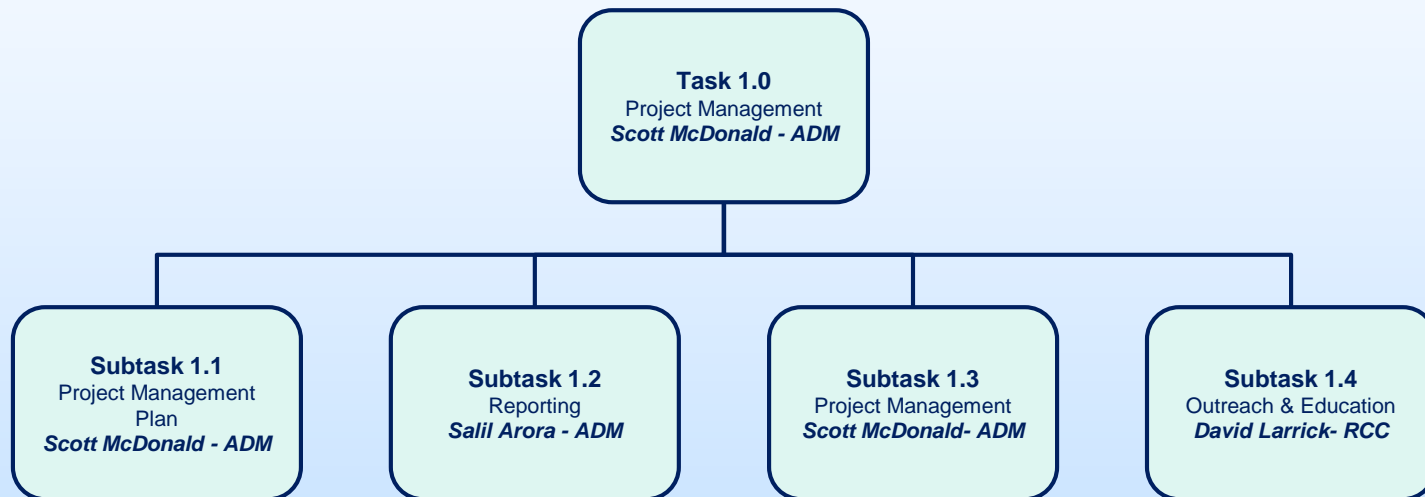 Task 1.0
Project Management
Scott McDonald - ADM
Subtask 1.1
Project Management
Plan
Scott McDonald - ADM
Subtask 1.2
Reporting
Salil Arora - ADM
Subtask 1.3
Project Management
Scott McDonald- ADM
Subtask 1.4
Outreach & Education
David Larrick- RCC